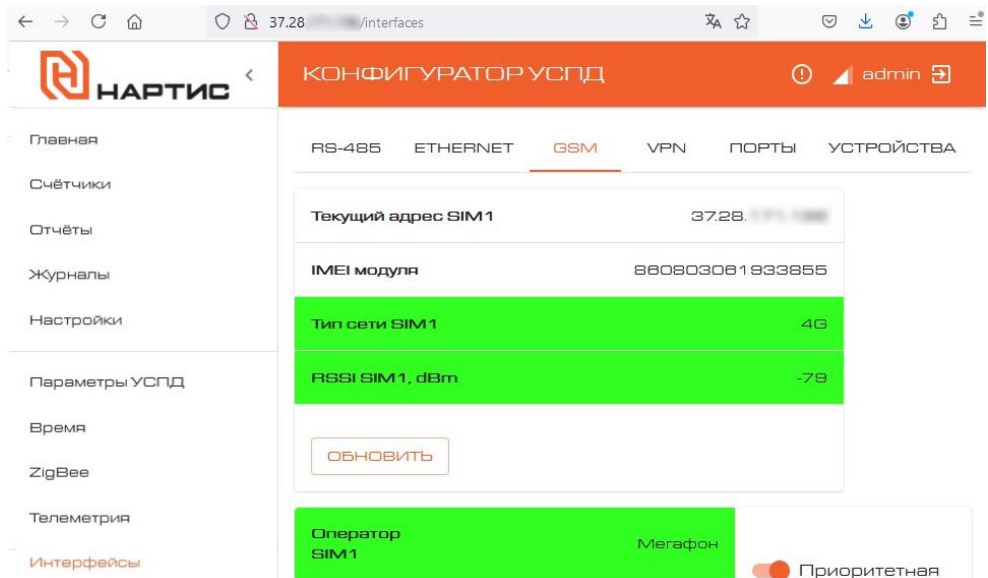 37.28. /interfaces
НАРТИС
КОНФИГУРАТОР УСПД
admin
Главная
Счётчики
Отчёты
Журналы
Настройки
Параметры УСПД
Время
ZigBee
Телеметрия
Интерфейсы
RS-485 ETHERNET GSM VPN ПОРТЫ УСТРОЙСТВА
Текущий адрес SIM1 37.28.
IMEI модуля 860803061933855
Тип сети SIM1 4G
RSSI SIM1, dBm -79
ОБНОВИТЬ
Оператор
SIM1
Мегафон
Приоритетная